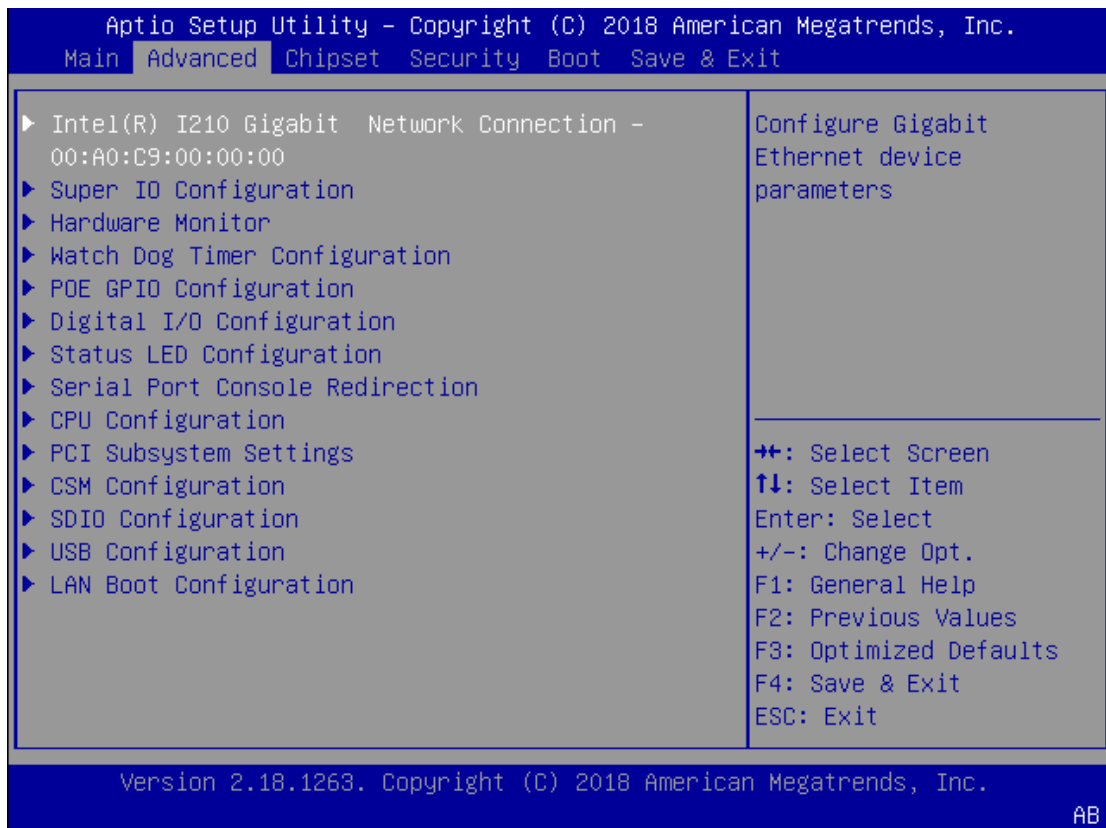 Aptio Setup Utility – Copyright (C) 2018 American Megatrends, Inc.
Main Advanced Chipset Security Boot Save & Exit
Intel(R) I210 Gigabit  Network Connection –
00:A0:C9:00:00:00
Super IO Configuration
Hardware Monitor
Watch Dog Timer Configuration
POE GPIO Configuration
Digital I/O Configuration
Status LED Configuration
Serial Port Console Redirection
CPU Configuration
PCI Subsystem Settings
CSM Configuration
SDIO Configuration
USB Configuration
LAN Boot Configuration
Configure Gigabit
Ethernet device
parameters
→←: Select Screen
↑↓: Select Item
Enter: Select
+/-: Change Opt.
F1: General Help
F2: Previous Values
F3: Optimized Defaults
F4: Save & Exit
ESC: Exit
Version 2.18.1263. Copyright (C) 2018 American Megatrends, Inc.
AB